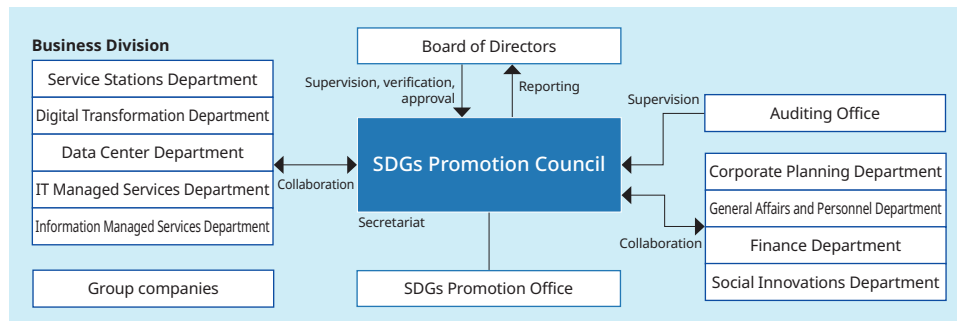 Business Division
Service Stations Department
Digital Transformation Department
Data Center Department
IT Managed Services Department
Information Managed Services Department
Group companies
Collaboration
Board of Directors
Supervision, verification,
approval
Reporting
SDGs Promotion Council
Secretariat
SDGs Promotion Office
Supervision
Auditing Office
Collaboration
Corporate Planning Department
General Affairs and Personnel Department
Finance Department
Social Innovations Department